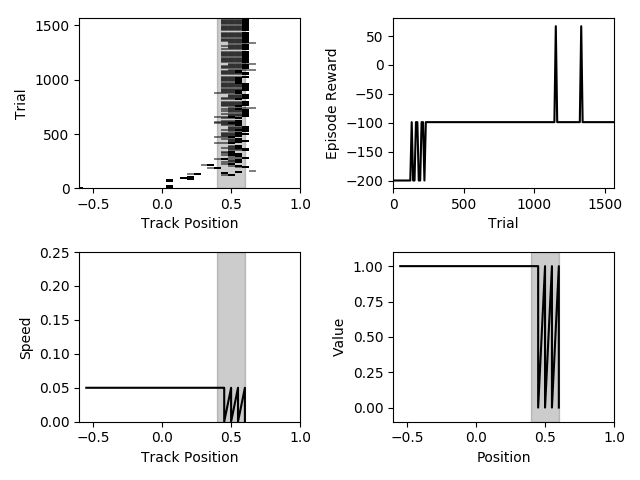 1500
1000
500
0
Trial
−0.5 0.0 0.5 1.0
Track Position
50
0
−50
−100
−150
−200
Episode Reward
0 500 1000 1500
Trial
0.25
0.20
0.15
0.10
0.05
0.00
Speed
−0.5 0.0 0.5 1.0
Track Position
1.00
0.75
0.50
0.25
0.00
Value
−0.5 0.0 0.5 1.0
Position